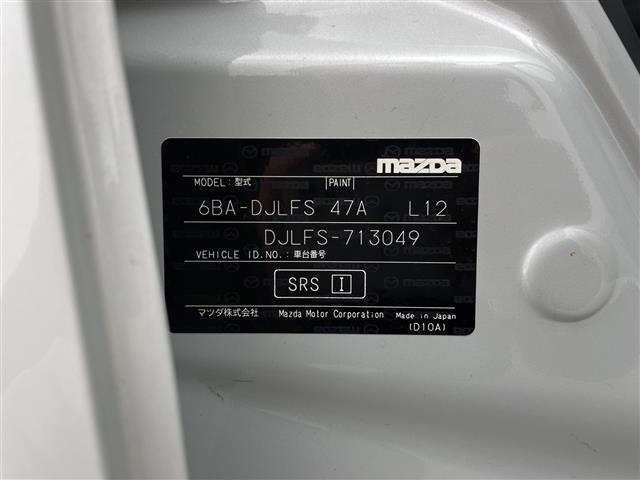 mazda
MODEL:型式 PAINT
6BA-DJLFS 47A L12
DJLFS-713049
VEHICLE ID.NO.:車台番号
SRS I
マツダ株式会社 Mazda Motor Corporation Made in Japan
(D10A)